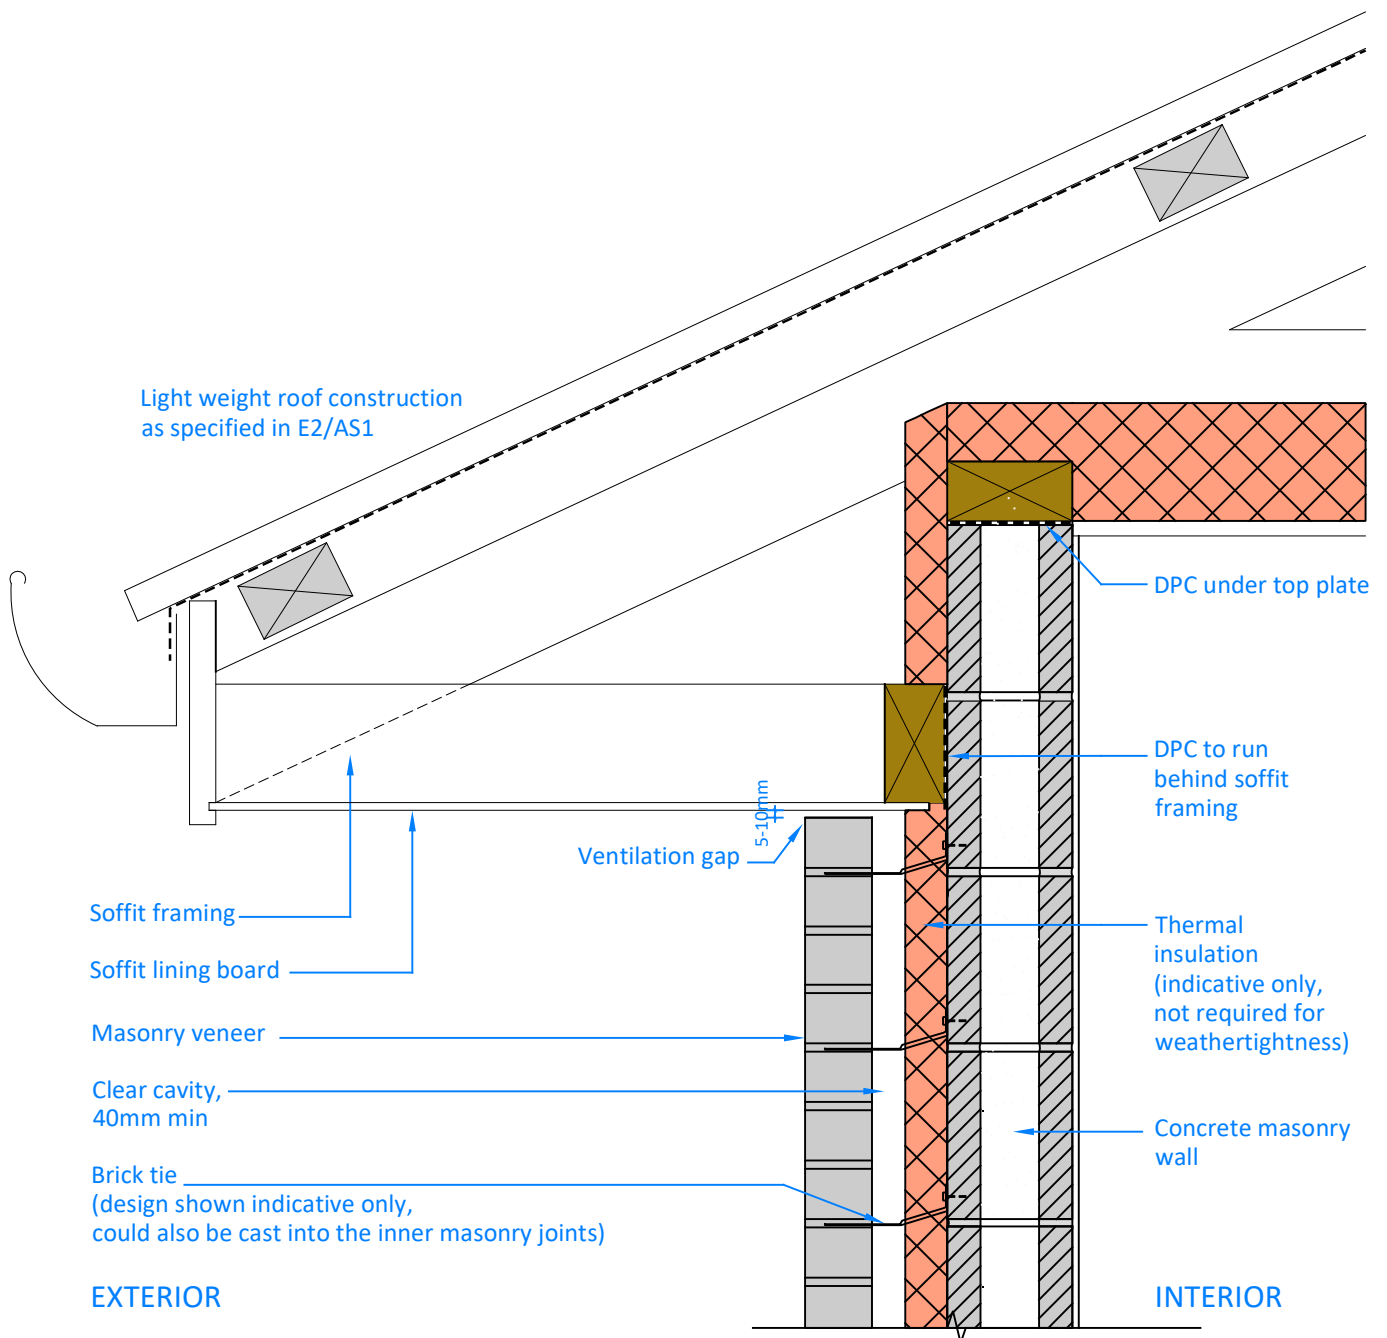 Light weight roof construction
as specified in E2/AS1
DPC under top plate
DPC to run
behind soffit
framing
5-10mm
Ventilation gap
Soffit framing
Soffit lining board
Thermal
insulation
(indicative only,
not required for
weathertightness)
Masonry veneer
Clear cavity,
40mm min
Concrete masonry
wall
Brick tie
(design shown indicative only,
could also be cast into the inner masonry joints)
EXTERIOR
INTERIOR